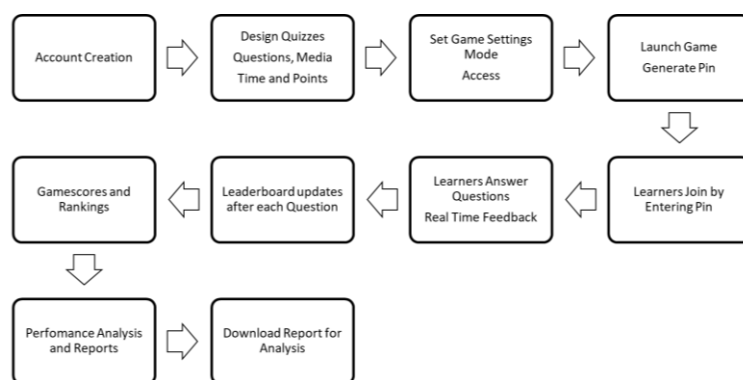 Account Creation
Design Quizzes
Questions, Media
Time and Points
Set Game Settings
Mode
Access
Launch Game
Generate Pin
Learners Join by
Entering Pin
Learners Answer
Questions
Real Time Feedback
Leaderboard updates
after each Question
Gamescores and
Rankings
Perfomance Analysis
and Reports
Download Report for
Analysis